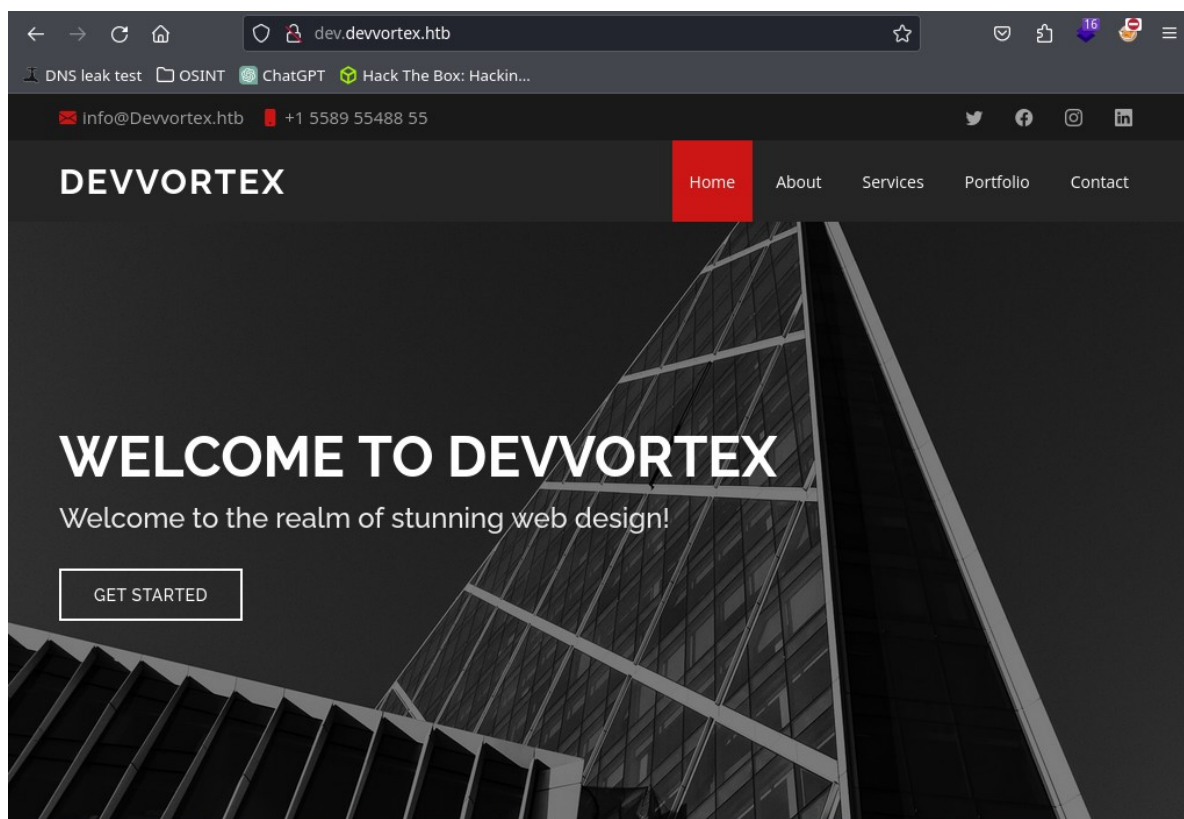 dev.devvortex.htb
16
DNS leak test OSINT ChatGPT Hack The Box: Hackin...
info@Devvortex.htb +1 5589 55488 55
DEVVORTEX
Home About Services Portfolio Contact
WELCOME TO DEVVORTEX
Welcome to the realm of stunning web design!
GET STARTED